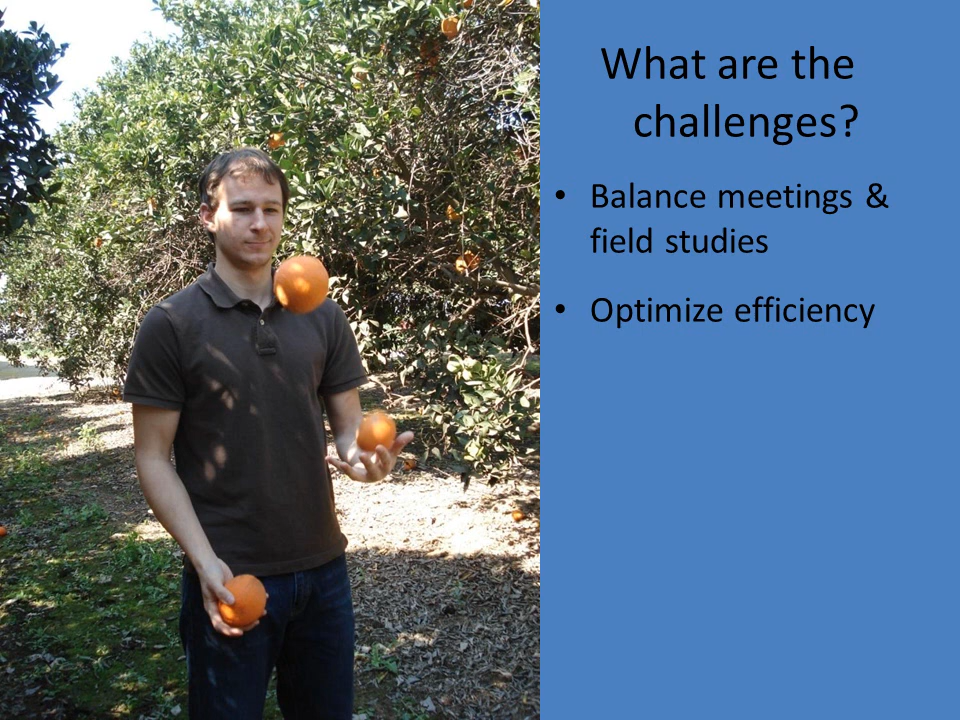 What are the
challenges?
• Balance meetings &
field studies
• Optimize efficiency